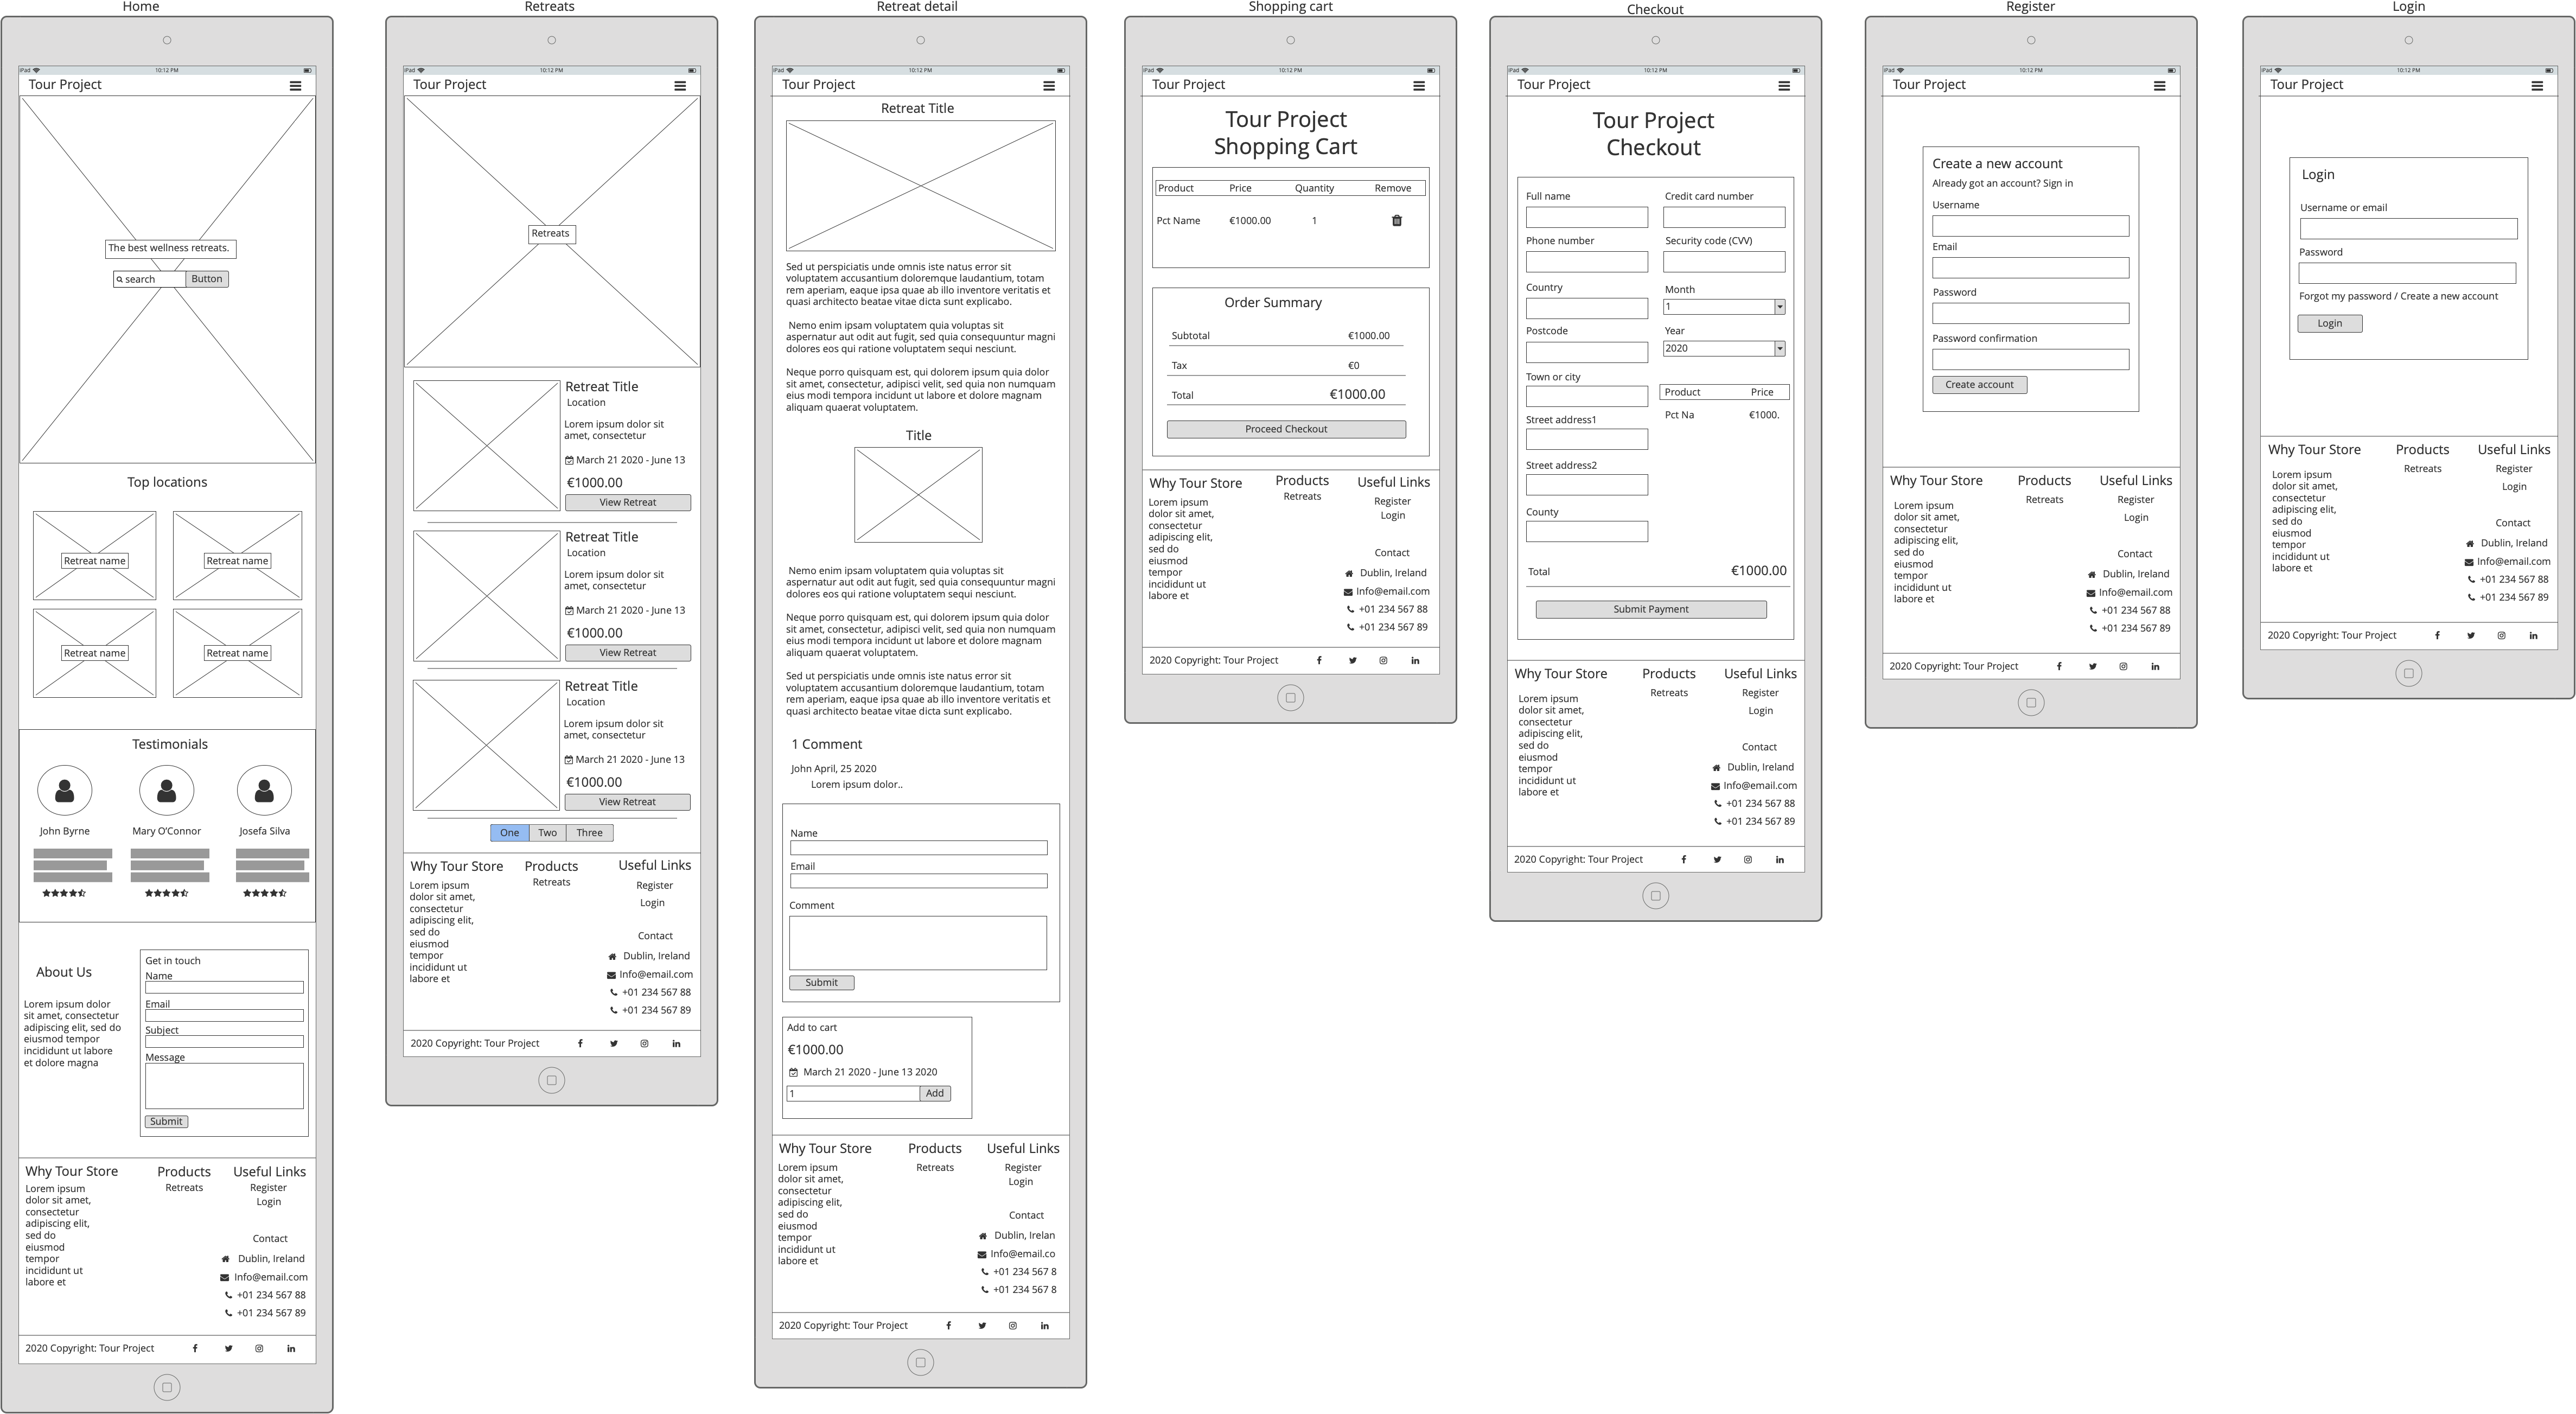 Home
iPad
10:12 PM
Tour Project
The best wellness retreats.
search
Button
Top locations
Retreat name
Retreat name
Retreat name
Retreat name
Testimonials
John Byrne
Mary O'Connor
Josefa Silva
About Us
Lorem ipsum dolor
sit amet, consectetur
adipiscing elit, sed do
eiusmod tempor
incididunt ut labore
et dolore magna
Get in touch
Name
Email
Subject
Message
Submit
Why Tour Store
Lorem ipsum
dolor sit amet,
consectetur
adipiscing elit,
sed do
eiusmod
tempor
incididunt ut
labore et
Products
Retreats
Useful Links
Register
Login
Contact
Dublin, Ireland
Info@email.com
+01 234 567 88
+01 234 567 89
2020 Copyright: Tour Project
Retreats
iPad
10:12 PM
Tour Project
Retreats
Retreat Title
Location
Lorem ipsum dolor sit
amet, consectetur
March 21 2020 - June 13
€1000.00
View Retreat
Retreat Title
Location
Lorem ipsum dolor sit
amet, consectetur
March 21 2020 - June 13
€1000.00
View Retreat
Retreat Title
Location
Lorem ipsum dolor sit
amet, consectetur
March 21 2020 - June 13
€1000.00
View Retreat
One Two Three
Why Tour Store
Lorem ipsum
dolor sit amet,
consectetur
adipiscing elit,
sed do
eiusmod
tempor
incididunt ut
labore et
Products
Retreats
Useful Links
Register
Login
Contact
Dublin, Ireland
Info@email.com
+01 234 567 88
+01 234 567 89
2020 Copyright: Tour Project
Retreat detail
iPad
10:12 PM
Tour Project
Retreat Title
Sed ut perspiciatis unde omnis iste natus error sit
voluptatem accusantium doloremque laudantium, totam
rem aperiam, eaque ipsa quae ab illo inventore veritatis et
quasi architecto beatae vitae dicta sunt explicabo.
Nemo enim ipsam voluptatem quia voluptas sit
aspernatur aut odit aut fugit, sed quia consequuntur magni
dolores eos qui ratione voluptatem sequi nesciunt.
Neque porro quisquam est, qui dolorem ipsum quia dolor
sit amet, consectetur, adipisci velit, sed quia non numquam
eius modi tempora incidunt ut labore et dolore magnam
aliquam quaerat voluptatem.
Title
Nemo enim ipsam voluptatem quia voluptas sit
aspernatur aut odit aut fugit, sed quia consequuntur magni
dolores eos qui ratione voluptatem sequi nesciunt.
Neque porro quisquam est, qui dolorem ipsum quia dolor
sit amet, consectetur, adipisci velit, sed quia non numquam
eius modi tempora incidunt ut labore et dolore magnam
aliquam quaerat voluptatem.
Sed ut perspiciatis unde omnis iste natus error sit
voluptatem accusantium doloremque laudantium, totam
rem aperiam, eaque ipsa quae ab illo inventore veritatis et
quasi architecto beatae vitae dicta sunt explicabo.
1 Comment
John April, 25 2020
Lorem ipsum dolor..
Name
Email
Comment
Submit
Add to cart
€1000.00
March 21 2020 - June 13 2020
1
Add
Why Tour Store
Lorem ipsum
dolor sit amet,
consectetur
adipiscing elit,
sed do
eiusmod
tempor
incididunt ut
labore et
Products
Retreats
Useful Links
Register
Login
Contact
Dublin, Irelan
Info@email.co
+01 234 567 8
+01 234 567 8
2020 Copyright: Tour Project
Shopping cart
iPad
10:12 PM
Tour Project
Tour Project
Shopping Cart
Product Price Quantity Remove
Pct Name €1000.00 1
Order Summary
Subtotal €1000.00
Tax €0
Total €1000.00
Proceed Checkout
Why Tour Store
Lorem ipsum
dolor sit amet,
consectetur
adipiscing elit,
sed do
eiusmod
tempor
incididunt ut
labore et
Products
Retreats
Useful Links
Register
Login
Contact
Dublin, Ireland
Info@email.com
+01 234 567 88
+01 234 567 89
2020 Copyright: Tour Project
Checkout
iPad
10:12 PM
Tour Project
Tour Project
Checkout
Full name
Phone number
Country
Postcode
Town or city
Street address1
Street address2
County
Credit card number
Security code (CVV)
Month
1
Year
2020
Product Price
Pct Na €1000.
Total €1000.00
Submit Payment
Why Tour Store
Lorem ipsum
dolor sit amet,
consectetur
adipiscing elit,
sed do
eiusmod
tempor
incididunt ut
labore et
Products
Retreats
Useful Links
Register
Login
Contact
Dublin, Ireland
Info@email.com
+01 234 567 88
+01 234 567 89
2020 Copyright: Tour Project
Register
iPad
10:12 PM
Tour Project
Create a new account
Already got an account? Sign in
Username
Email
Password
Password confirmation
Create account
Why Tour Store
Lorem ipsum
dolor sit amet,
consectetur
adipiscing elit,
sed do
eiusmod
tempor
incididunt ut
labore et
Products
Retreats
Useful Links
Register
Login
Contact
Dublin, Ireland
Info@email.com
+01 234 567 88
+01 234 567 89
2020 Copyright: Tour Project
Login
iPad
10:12 PM
Tour Project
Login
Username or email
Password
Forgot my password / Create a new account
Login
Why Tour Store
Lorem ipsum
dolor sit amet,
consectetur
adipiscing elit,
sed do
eiusmod
tempor
incididunt ut
labore et
Products
Retreats
Useful Links
Register
Login
Contact
Dublin, Ireland
Info@email.com
+01 234 567 88
+01 234 567 89
2020 Copyright: Tour Project